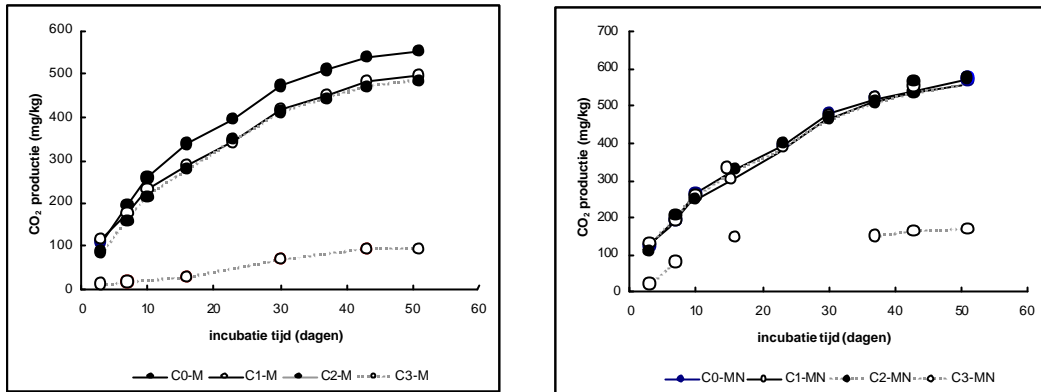 600
500
400
300
200
100
0
CO₂ productie (mg/kg)
0 10 20 30 40 50 60
incubatie tijd (dagen)
C0-M C1-M C2-M C3-M
700
600
500
400
300
200
100
0
CO₂ productie (mg/kg)
0 10 20 30 40 50 60
incubatie tijd (dagen)
C0-MN C1-MN C2-MN C3-MN